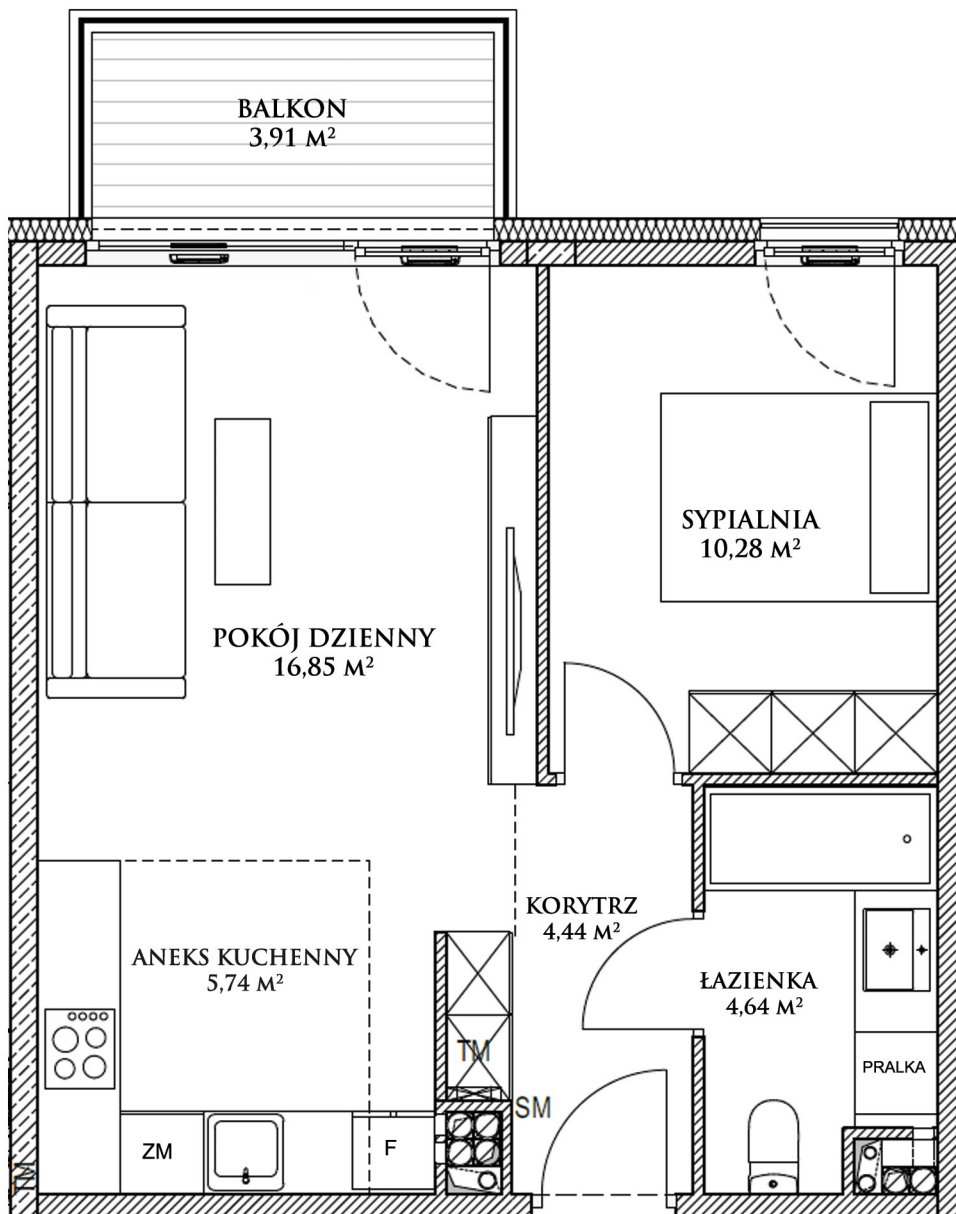 BALKON
3,91 M²
SYPIALNIA
10,28 M²
POKÓJ DZIENNY
16,85 M²
KORYTRZ
4,44 M²
ANEKS KUCHENNY
5,74 M²
ŁAZIENKA
4,64 M²
TM
PRALKA
SM
ZM
F
TM